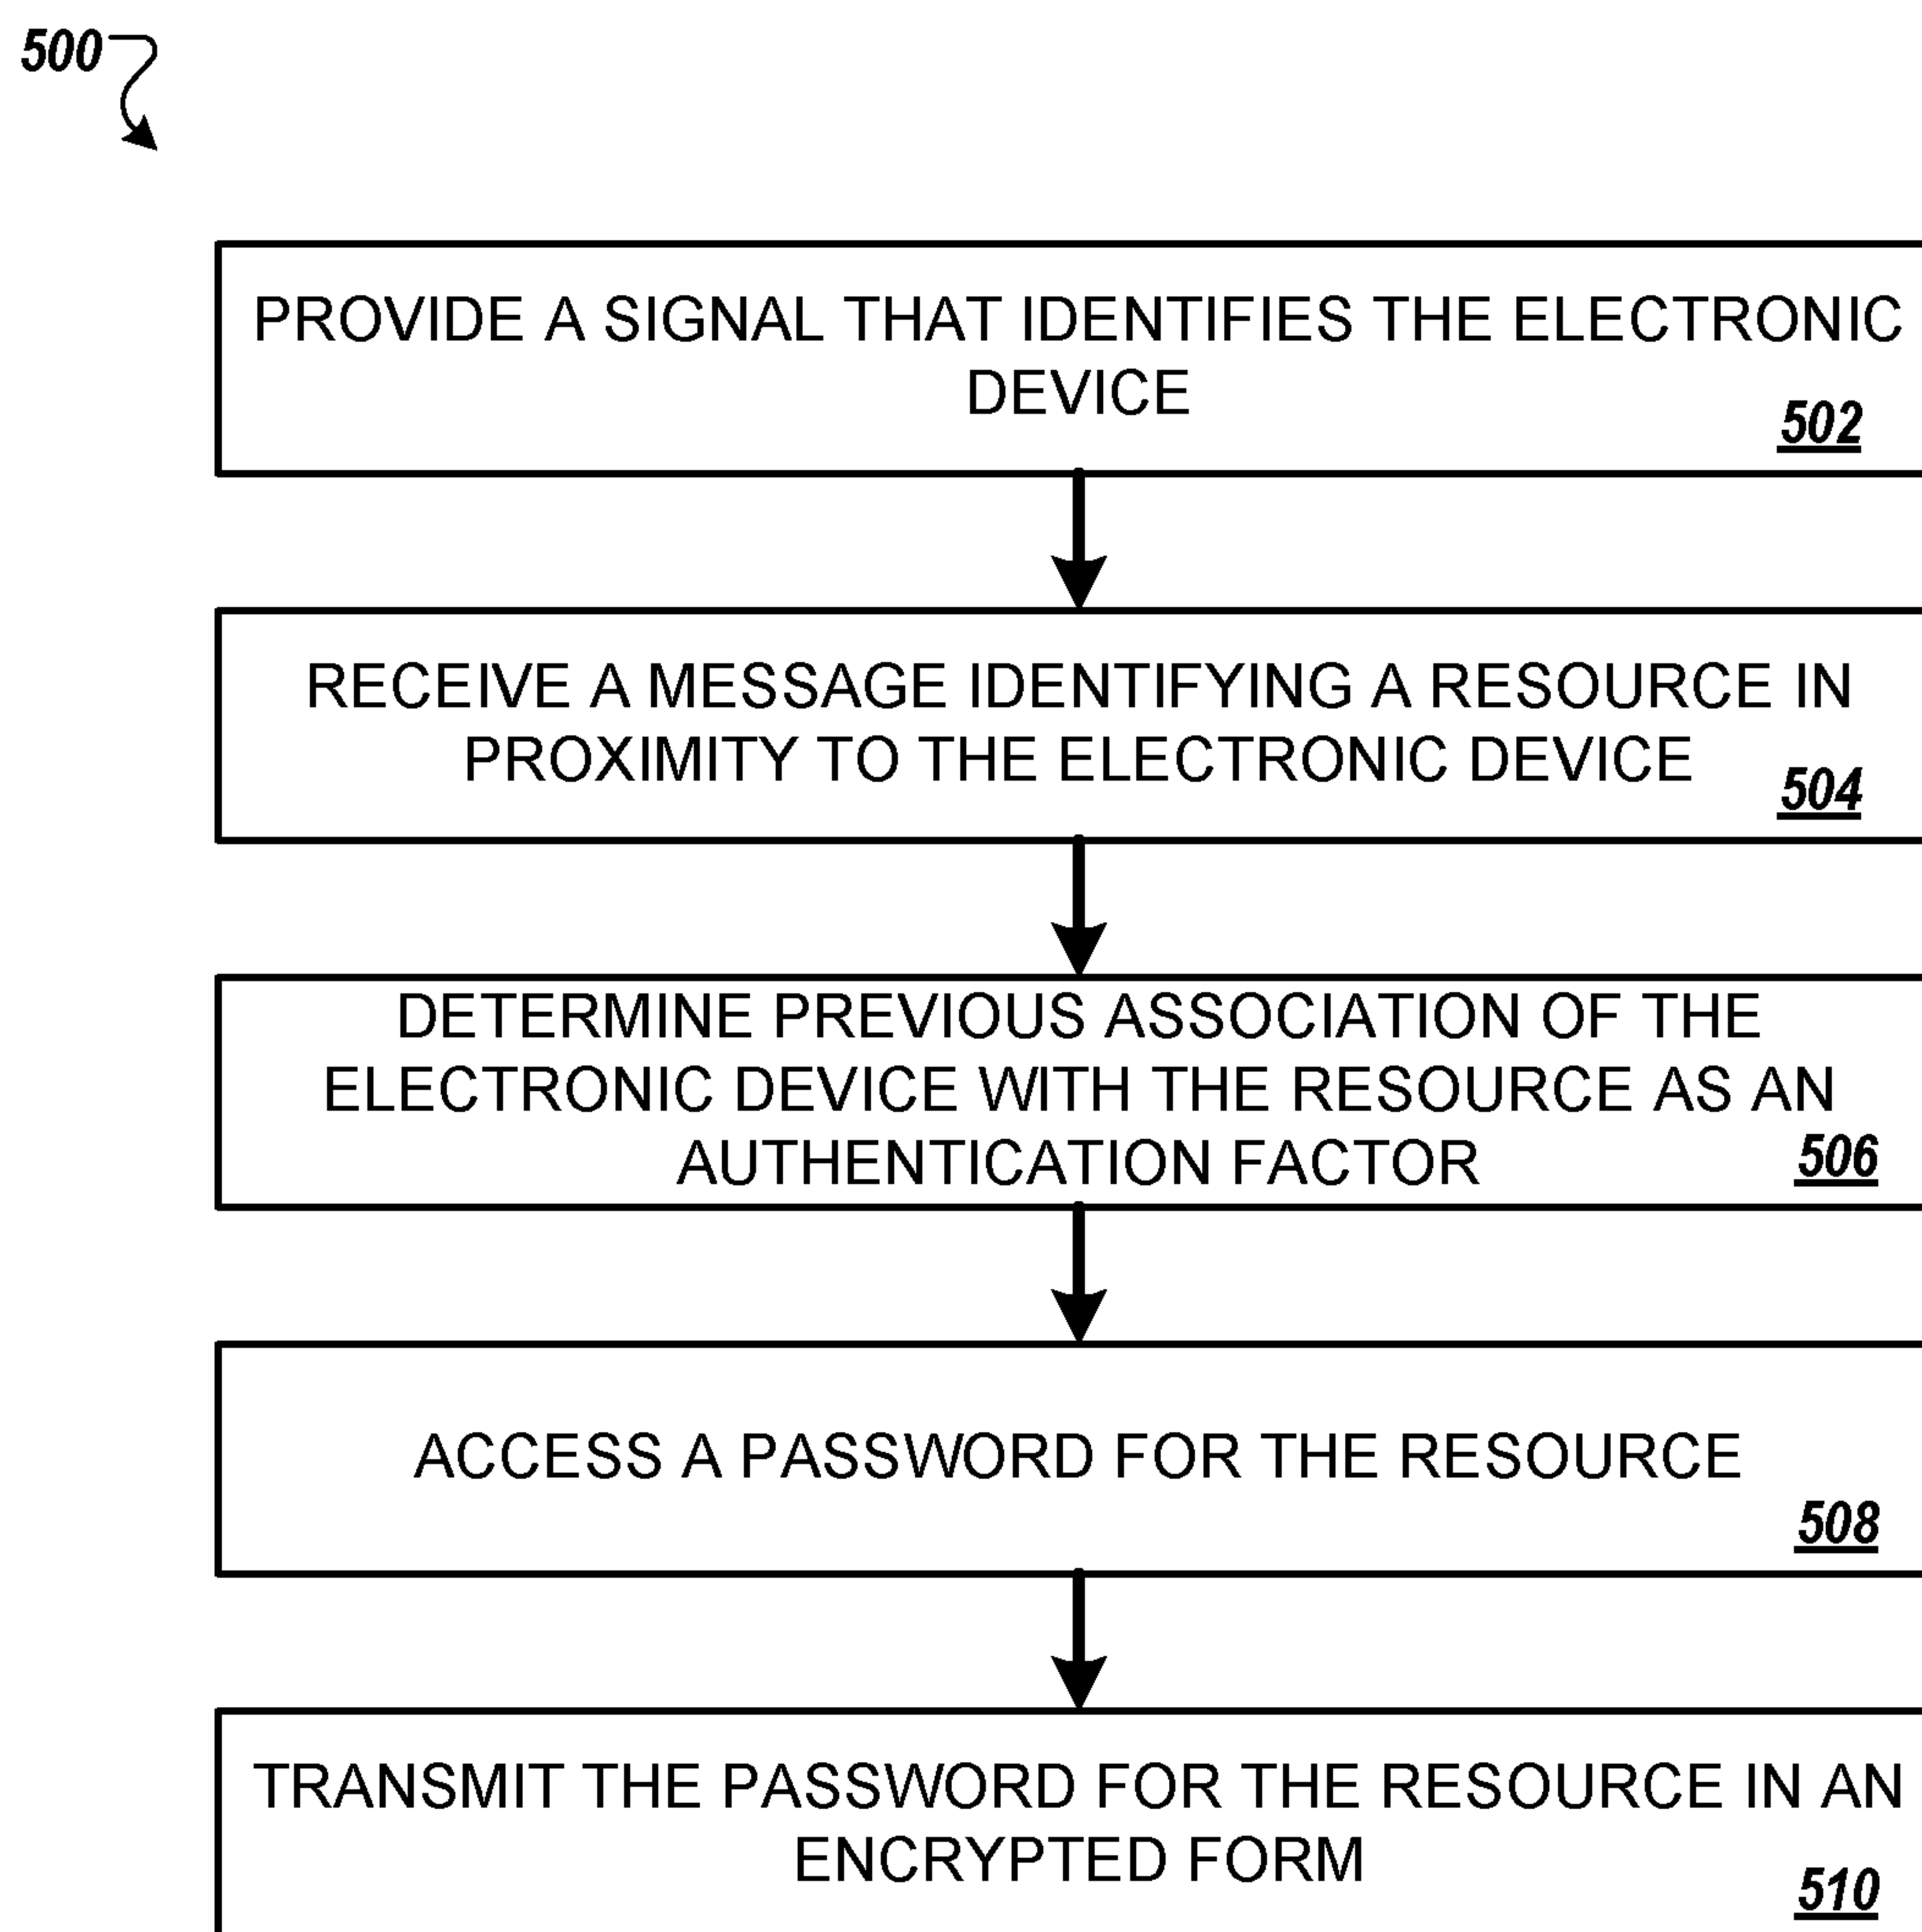 500
PROVIDE A SIGNAL THAT IDENTIFIES THE ELECTRONIC
DEVICE
502
RECEIVE A MESSAGE IDENTIFYING A RESOURCE IN
PROXIMITY TO THE ELECTRONIC DEVICE
504
DETERMINE PREVIOUS ASSOCIATION OF THE
ELECTRONIC DEVICE WITH THE RESOURCE AS AN
AUTHENTICATION FACTOR
506
ACCESS A PASSWORD FOR THE RESOURCE
508
TRANSMIT THE PASSWORD FOR THE RESOURCE IN AN
ENCRYPTED FORM
510